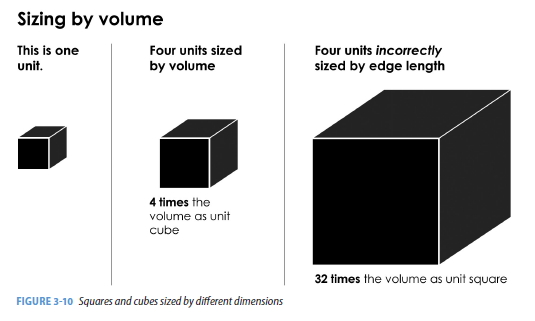 Sizing by volume
This is one
unit.
Four units sized
by volume
Four units incorrectly
sized by edge length
4 times the
volume as unit
cube
32 times the volume as unit square
FIGURE 3-10 Squares and cubes sized by different dimensions